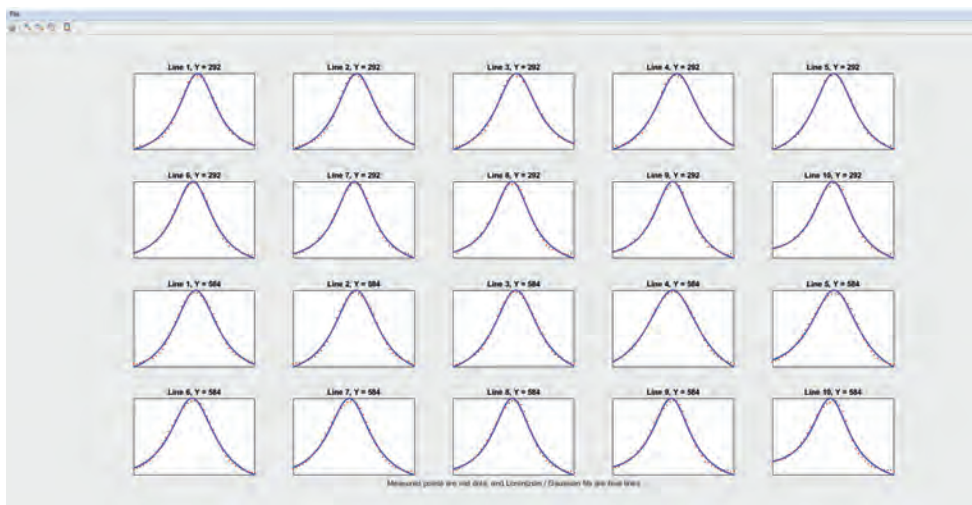 File
Line 1, Y = 292
Line 2, Y = 292
Line 3, Y = 292
Line 4, Y = 292
Line 5, Y = 292
Line 6, Y = 292
Line 7, Y = 292
Line 8, Y = 292
Line 9, Y = 292
Line 10, Y = 292
Line 1, Y = 584
Line 2, Y = 584
Line 3, Y = 584
Line 4, Y = 584
Line 5, Y = 584
Line 6, Y = 584
Line 7, Y = 584
Line 8, Y = 584
Line 9, Y = 584
Line 10, Y = 584
Measured points are red dots, and Lorentzian / Gaussian fits are blue lines